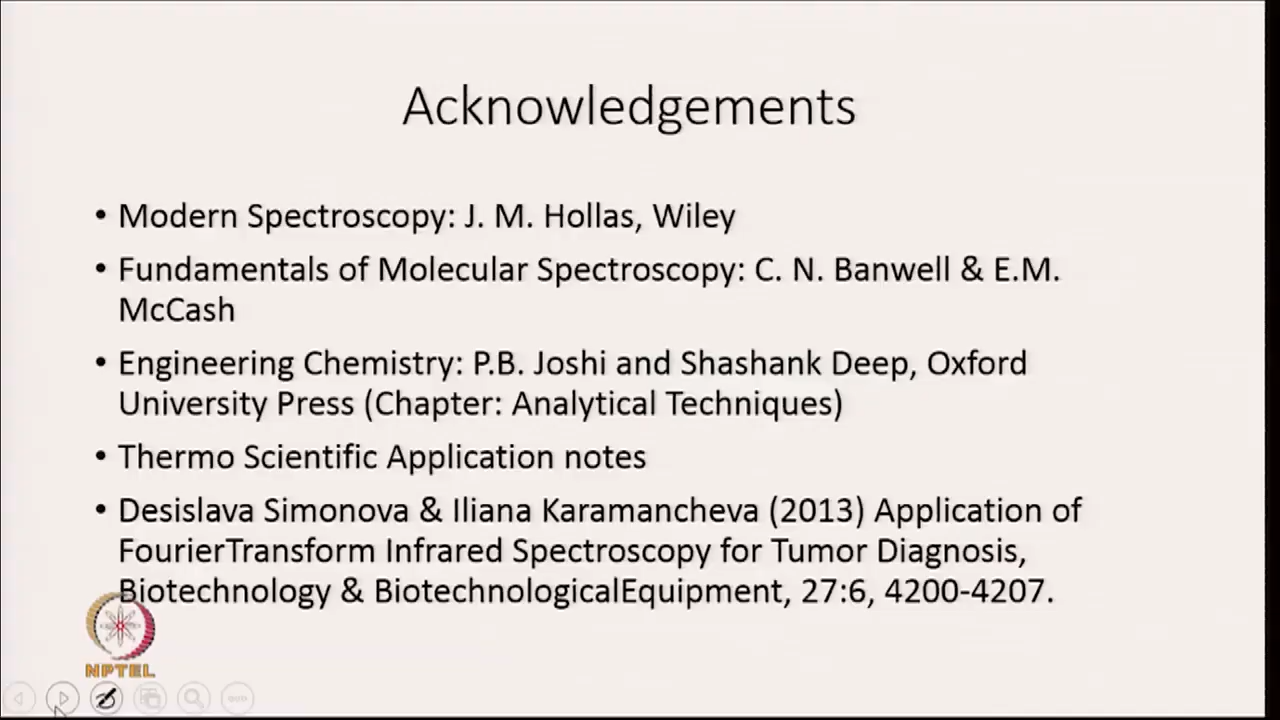 Acknowledgements
• Modern Spectroscopy: J. M. Hollas, Wiley
• Fundamentals of Molecular Spectroscopy: C. N. Banwell & E.M.
McCash
• Engineering Chemistry: P.B. Joshi and Shashank Deep, Oxford
University Press (Chapter: Analytical Techniques)
• Thermo Scientific Application notes
• Desislava Simonova & Iliana Karamancheva (2013) Application of
FourierTransform Infrared Spectroscopy for Tumor Diagnosis,
Biotechnology & BiotechnologicalEquipment, 27:6, 4200-4207.
NPTEL